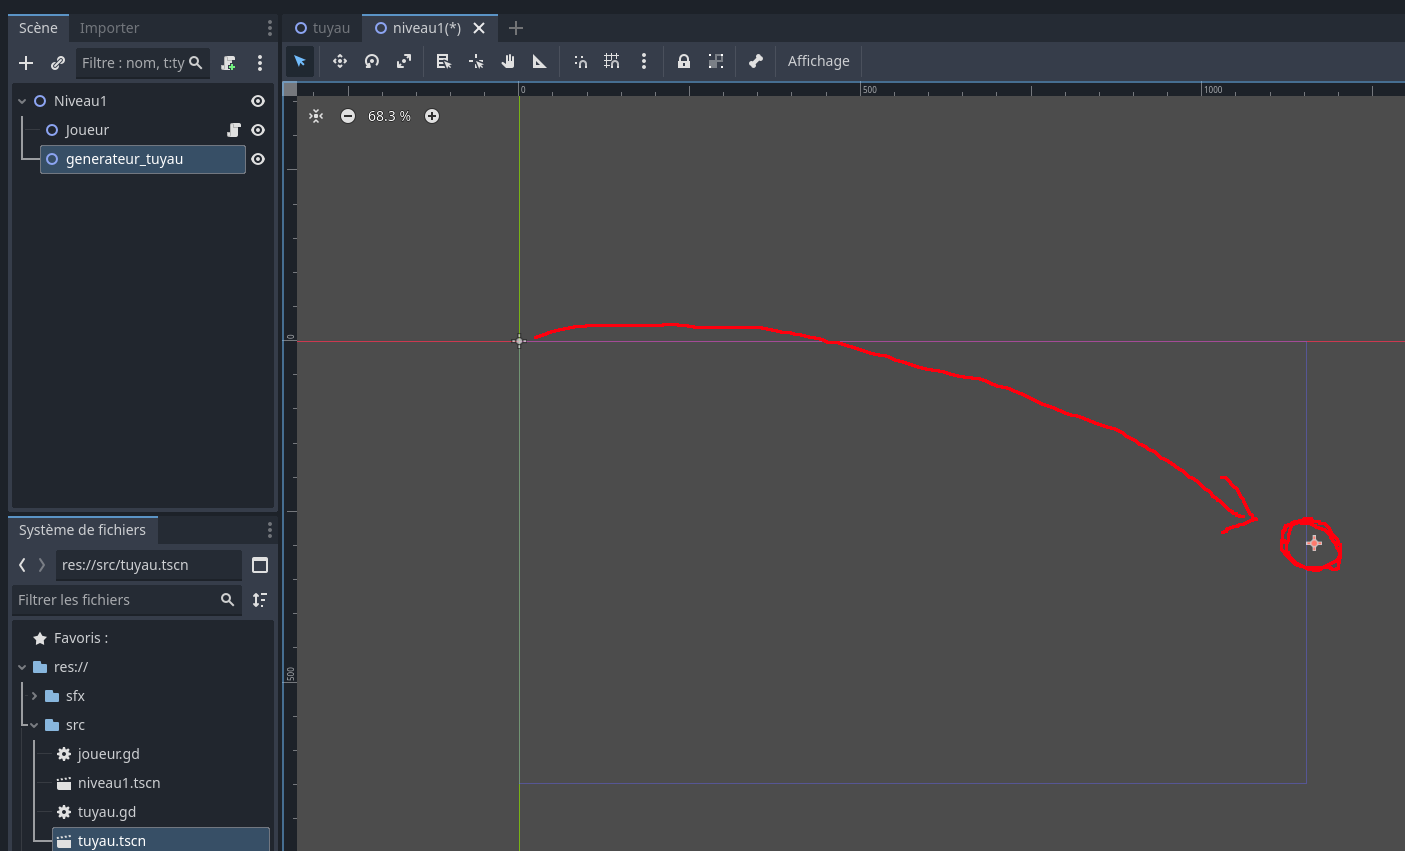 Scène Importer
tuyau niveau1(*)
Filtre : nom, t:ty
Affichage
0 500 1000
68.3 %
Niveau1
Joueur
generateur_tuyau
0
500
Système de fichiers
res://src/tuyau.tscn
Filtrer les fichiers
Favoris :
res://
sfx
src
joueur.gd
niveau1.tscn
tuyau.gd
tuyau.tscn